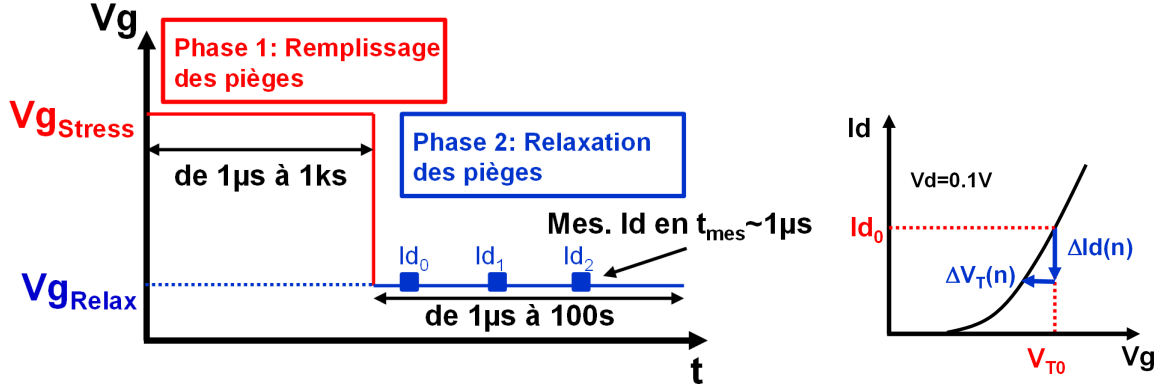 Vg
Phase 1: Remplissage
des pièges
Vg_Stress
de 1µs à 1ks
Phase 2: Relaxation
des pièges
Mes. Id en t_mes~1µs
Id_0 Id_1 Id_2
Vg_Relax
de 1µs à 100s
t
Id
Vd=0.1V
Id_0
ΔId(n)
ΔV_T(n)
V_T0
Vg